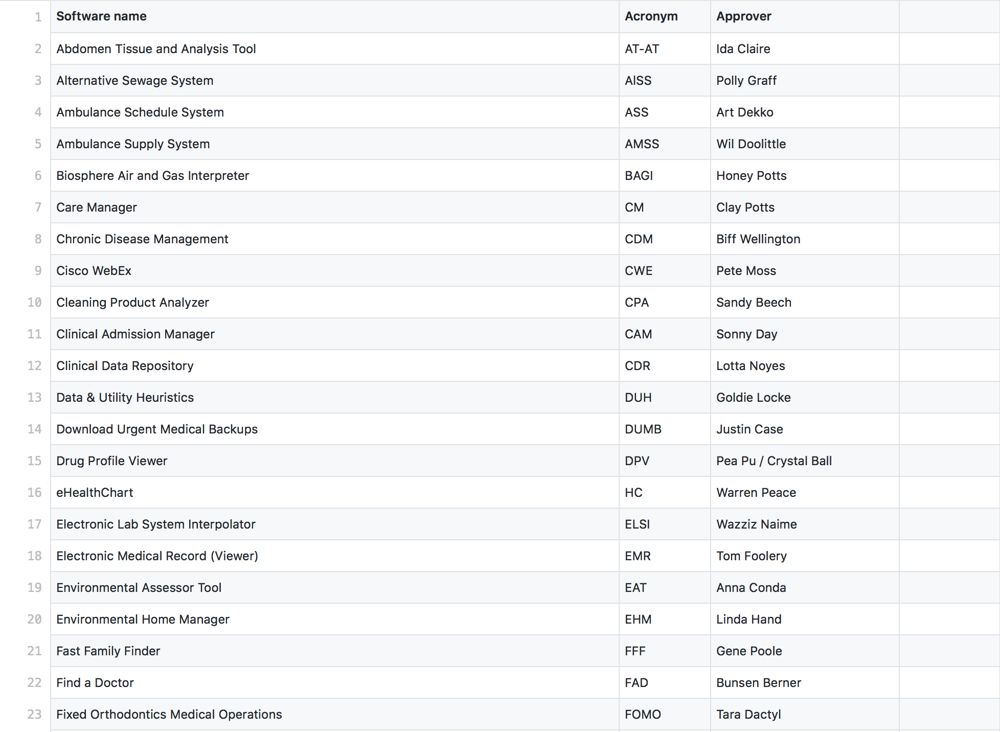 1 Software name Acronym Approver
2 Abdomen Tissue and Analysis Tool AT-AT Ida Claire
3 Alternative Sewage System AlSS Polly Graff
4 Ambulance Schedule System ASS Art Dekko
5 Ambulance Supply System AMSS Wil Doolittle
6 Biosphere Air and Gas Interpreter BAGI Honey Potts
7 Care Manager CM Clay Potts
8 Chronic Disease Management CDM Biff Wellington
9 Cisco WebEx CWE Pete Moss
10 Cleaning Product Analyzer CPA Sandy Beech
11 Clinical Admission Manager CAM Sonny Day
12 Clinical Data Repository CDR Lotta Noyes
13 Data & Utility Heuristics DUH Goldie Locke
14 Download Urgent Medical Backups DUMB Justin Case
15 Drug Profile Viewer DPV Pea Pu / Crystal Ball
16 eHealthChart HC Warren Peace
17 Electronic Lab System Interpolator ELSI Wazziz Naime
18 Electronic Medical Record (Viewer) EMR Tom Foolery
19 Environmental Assessor Tool EAT Anna Conda
20 Environmental Home Manager EHM Linda Hand
21 Fast Family Finder FFF Gene Poole
22 Find a Doctor FAD Bunsen Berner
23 Fixed Orthodontics Medical Operations FOMO Tara Dactyl